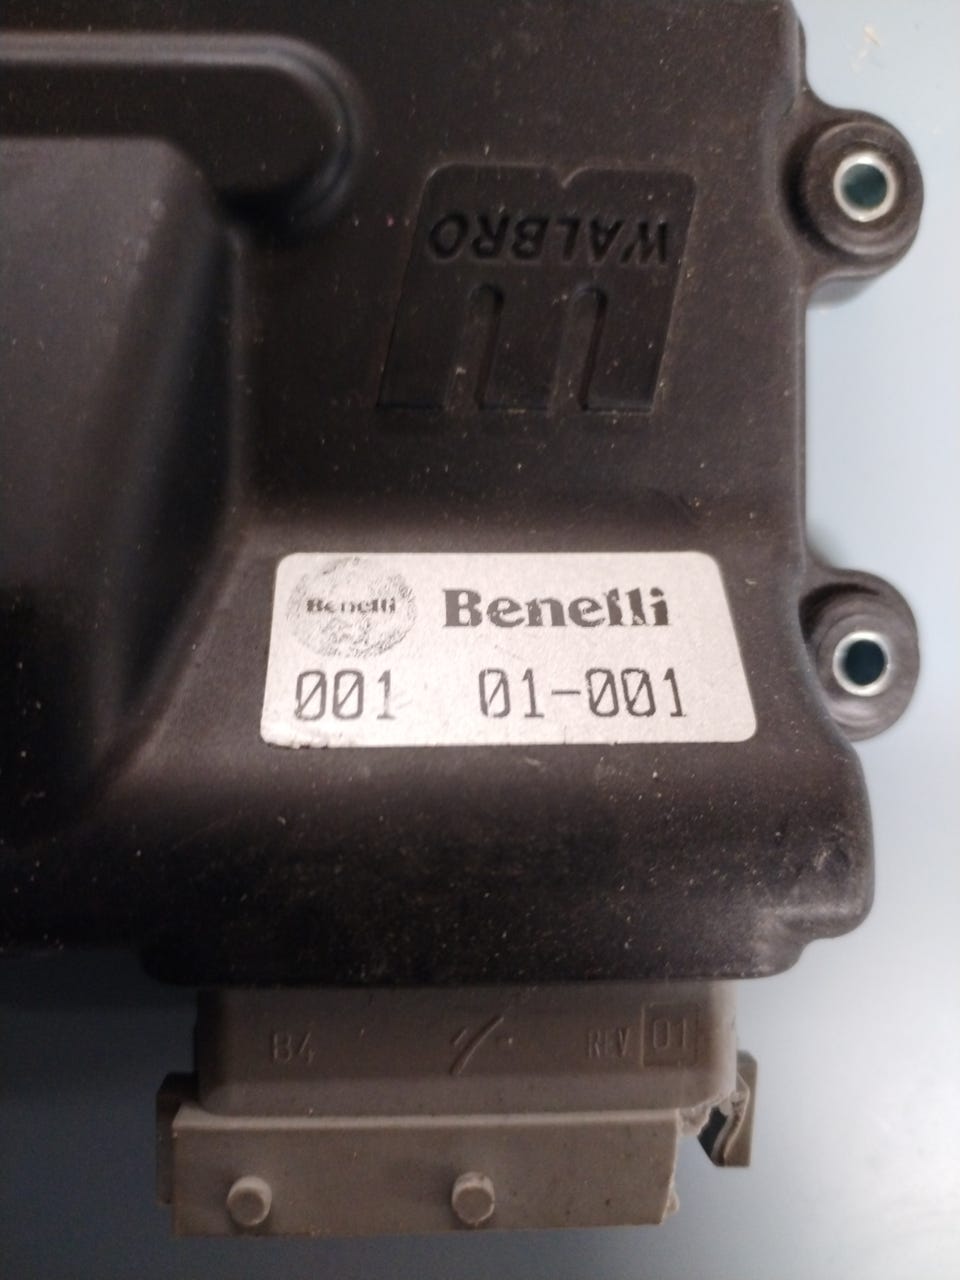 WALBRO
Benelli
Benelli
001 01-001
B4 REV 01